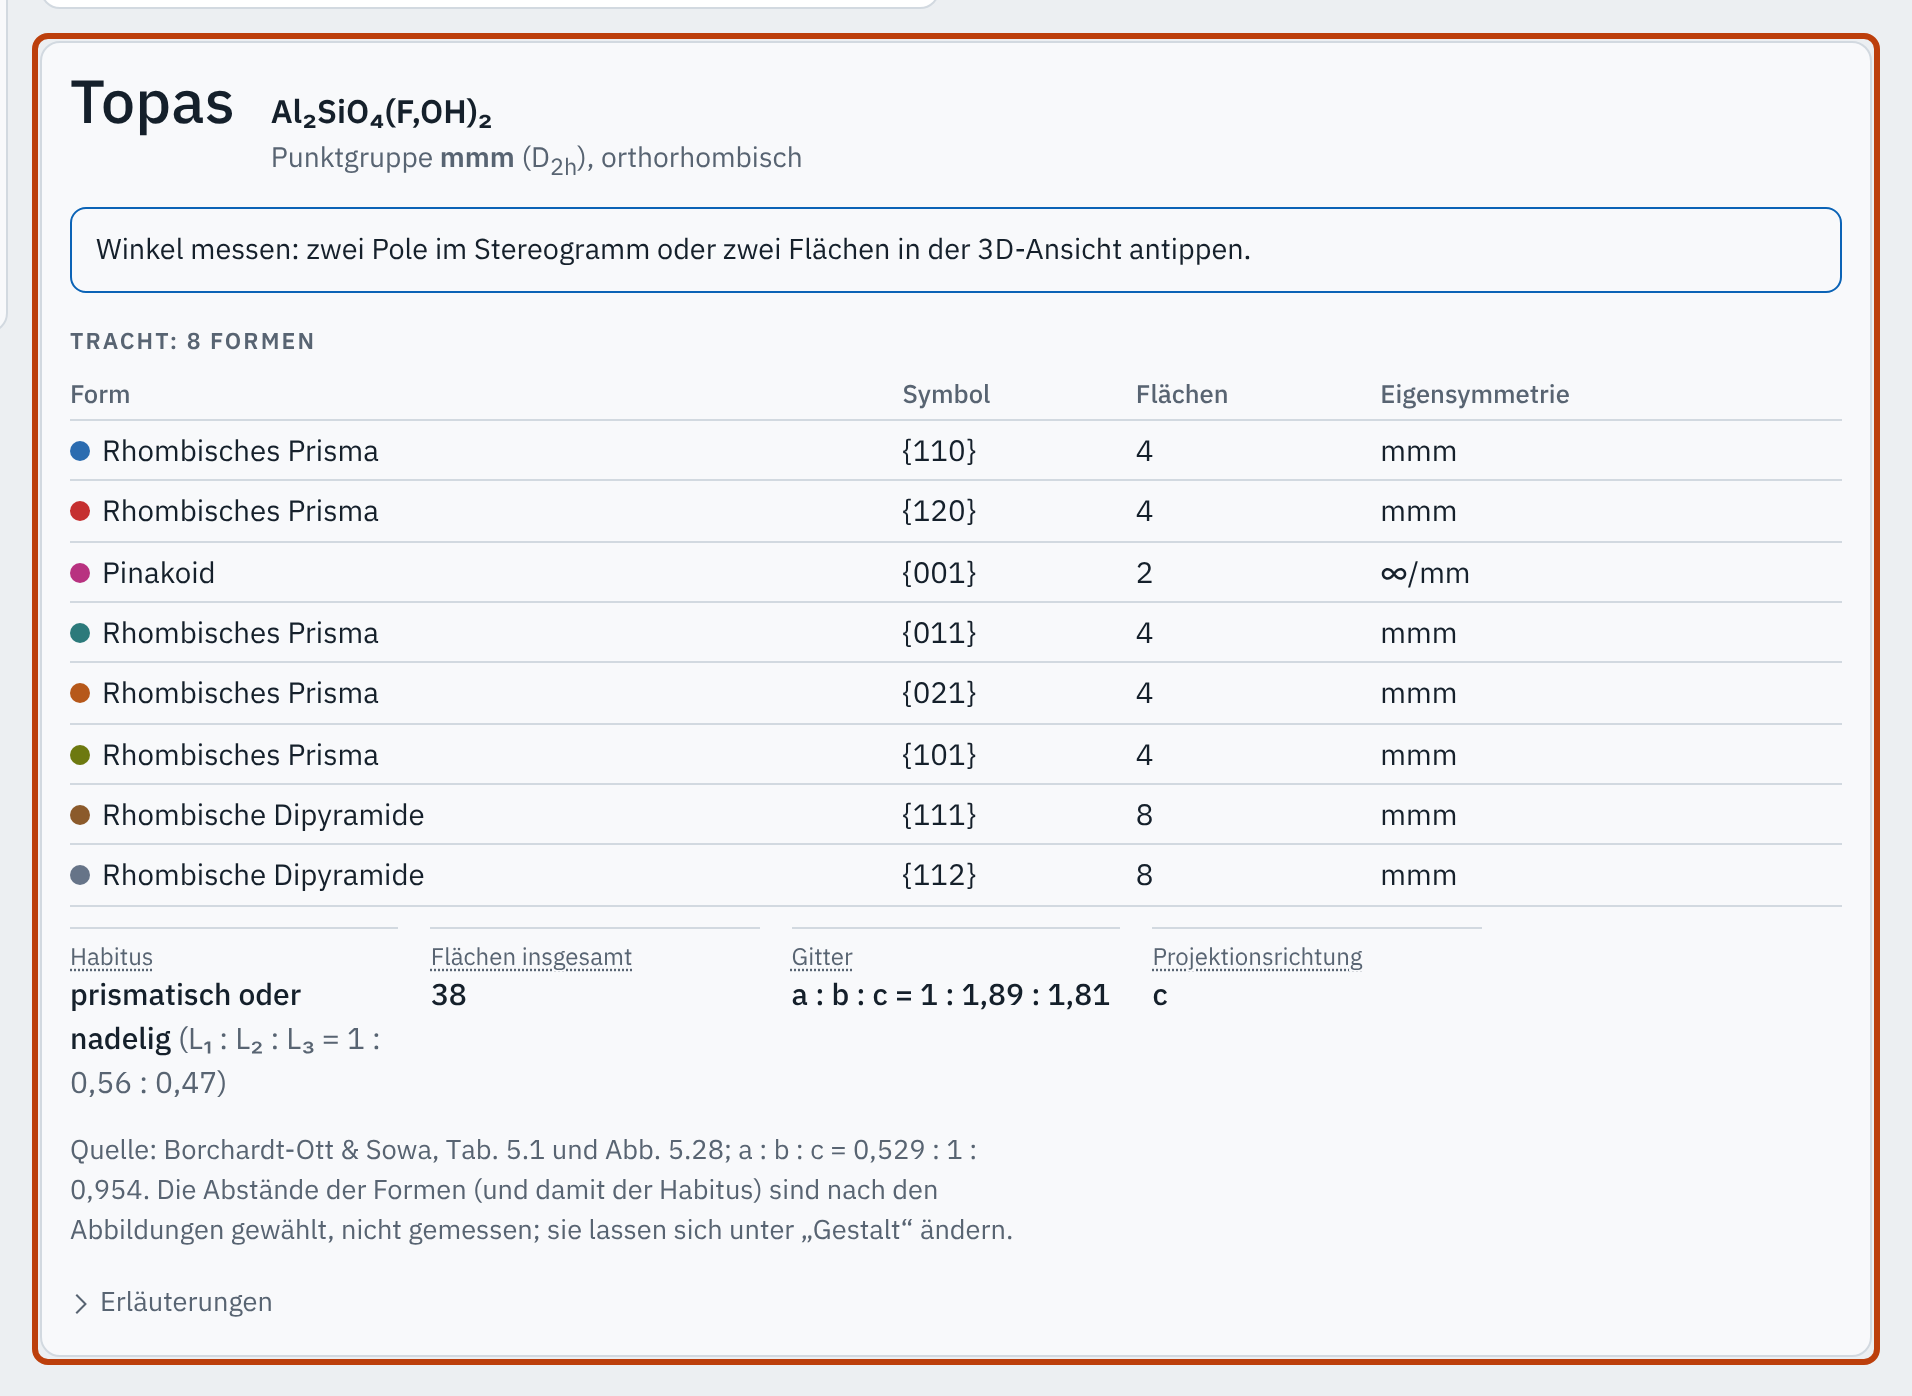 Topas Al₂SiO₄(F,OH)₂
Punktgruppe mmm (D₂ₕ), orthorhombisch
Winkel messen: zwei Pole im Stereogramm oder zwei Flächen in der 3D-Ansicht antippen.
TRACHT: 8 FORMEN
Form Symbol Flächen Eigensymmetrie
Rhombisches Prisma {110} 4 mmm
Rhombisches Prisma {120} 4 mmm
Pinakoid {001} 2 ∞/mm
Rhombisches Prisma {011} 4 mmm
Rhombisches Prisma {021} 4 mmm
Rhombisches Prisma {101} 4 mmm
Rhombische Dipyramide {111} 8 mmm
Rhombische Dipyramide {112} 8 mmm
Habitus
prismatisch oder
nadelig (L₁ : L₂ : L₃ = 1 :
0,56 : 0,47)
Flächen insgesamt
38
Gitter
a : b : c = 1 : 1,89 : 1,81
Projektionsrichtung
c
Quelle: Borchardt-Ott & Sowa, Tab. 5.1 und Abb. 5.28; a : b : c = 0,529 : 1 :
0,954. Die Abstände der Formen (und damit der Habitus) sind nach den
Abbildungen gewählt, nicht gemessen; sie lassen sich unter „Gestalt“ ändern.
Erläuterungen